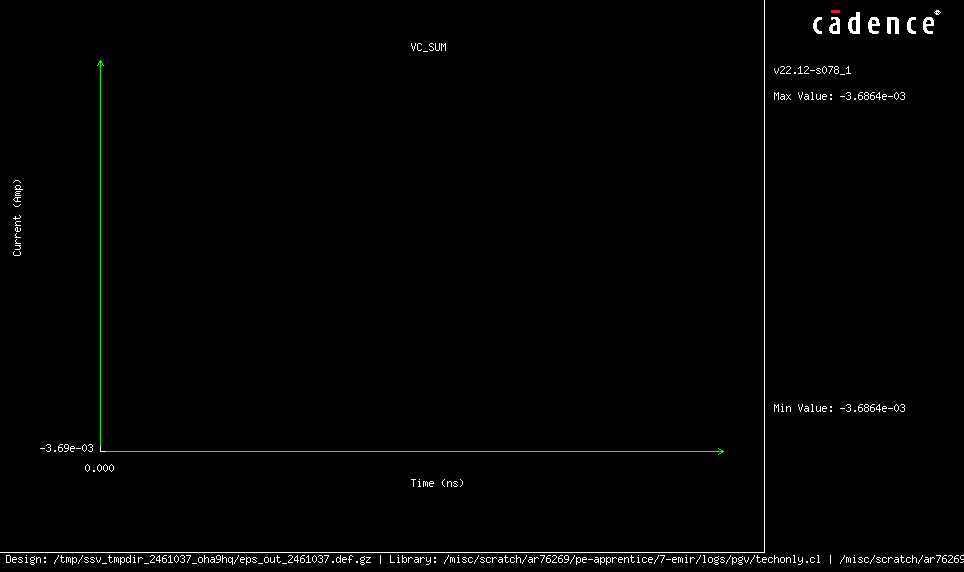 cādence®
VC_SUM
v22.12-s078_1
Max Value: -3.6864e-03
Current (Amp)
Min Value: -3.6864e-03
-3.69e-03
0.000
Time (ns)
Design: /tmp/ssv_tmpdir_2461037_oha9hq/eps_out_2461037.def.gz | Library: /misc/scratch/ar76269/pe-apprentice/7-emir/logs/pgv/techonly.cl | /misc/scratch/ar76269